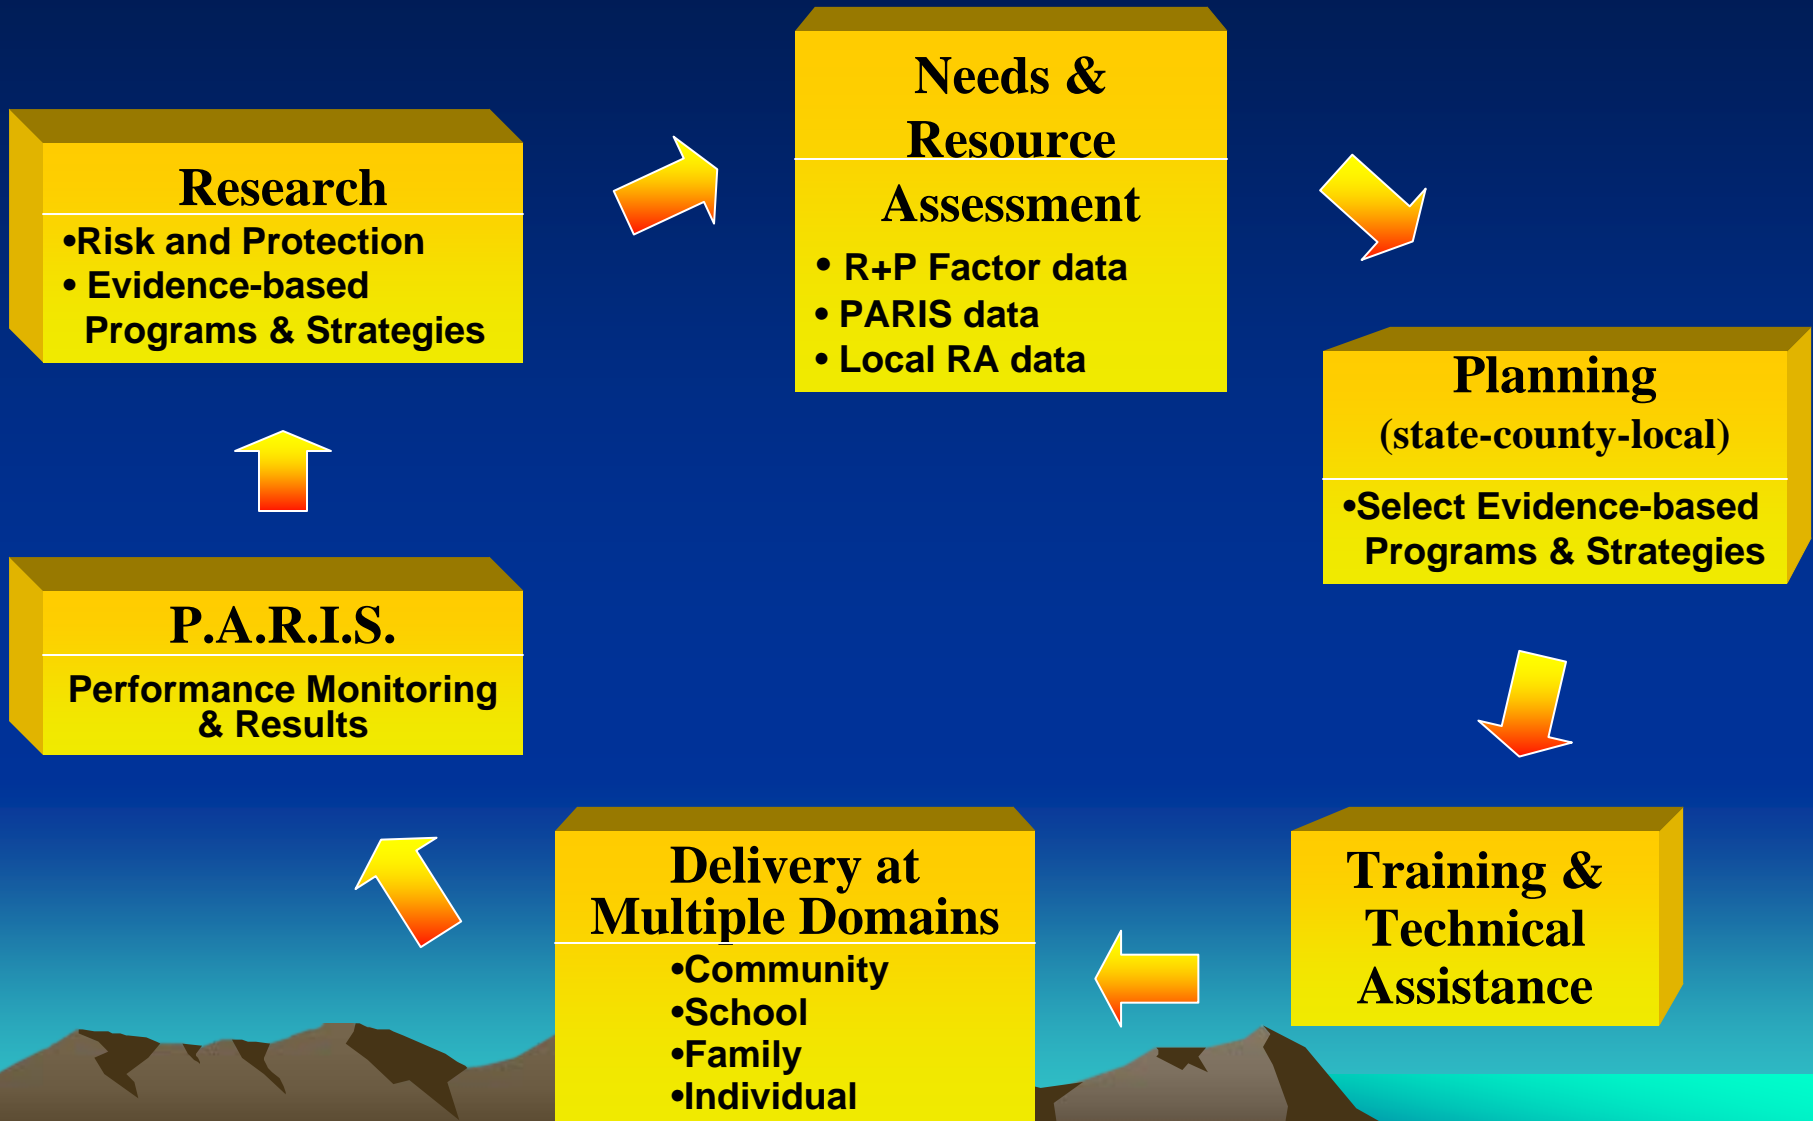 Research
•Risk and Protection
• Evidence-based
Programs & Strategies
Needs &
Resource
Assessment
• R+P Factor data
• PARIS data
• Local RA data
Planning
(state-county-local)
•Select Evidence-based
Programs & Strategies
Training &
Technical
Assistance
Delivery at
Multiple Domains
•Community
•School
•Family
•Individual
P.A.R.I.S.
Performance Monitoring
& Results